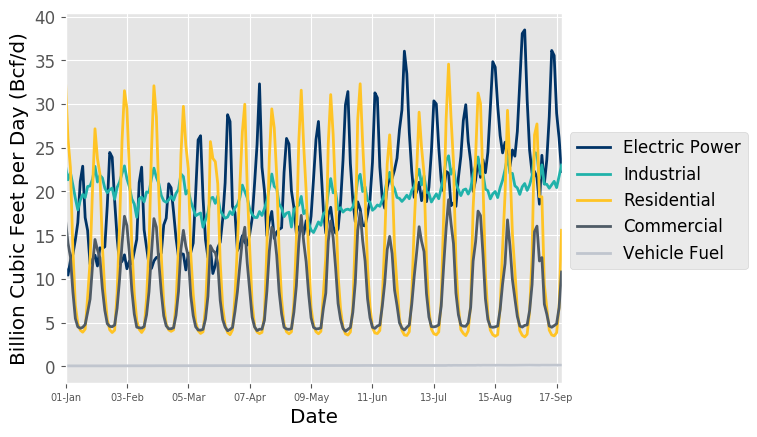 Billion Cubic Feet per Day (Bcf/d)
40
35
30
25
20
15
10
5
0
01-Jan 03-Feb 05-Mar 07-Apr 09-May 11-Jun 13-Jul 15-Aug 17-Sep
Date
Electric Power
Industrial
Residential
Commercial
Vehicle Fuel